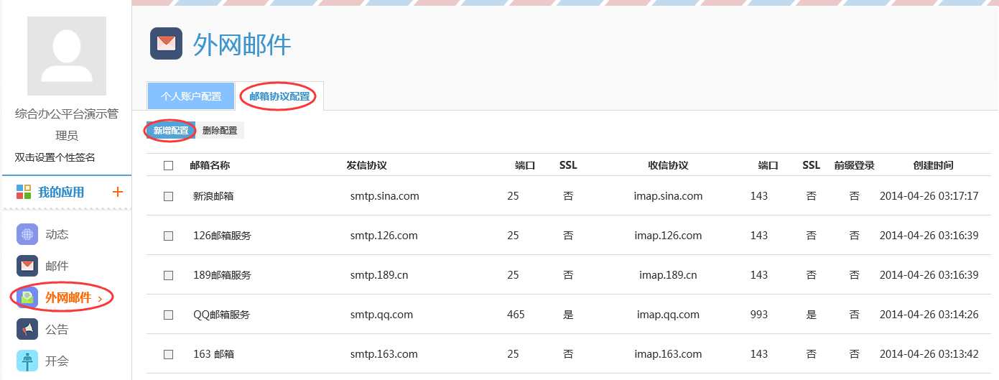 综合办公平台演示管
理员
双击设置个性签名
我的应用 +
动态
邮件
外网邮件 ›
公告
开会
外网邮件
个人账户配置 邮箱协议配置
新增配置 删除配置
邮箱名称 发信协议 端口 SSL 收信协议 端口 SSL 前缀登录 创建时间
新浪邮箱 smtp.sina.com 25 否 imap.sina.com 143 否 否 2014-04-26 03:17:17
126邮箱服务 smtp.126.com 25 否 imap.126.com 143 否 否 2014-04-26 03:16:39
189邮箱服务 smtp.189.cn 25 否 imap.189.cn 143 否 否 2014-04-26 03:16:39
QQ邮箱服务 smtp.qq.com 465 是 imap.qq.com 993 是 否 2014-04-26 03:14:26
163 邮箱 smtp.163.com 25 否 imap.163.com 143 否 否 2014-04-26 03:13:42